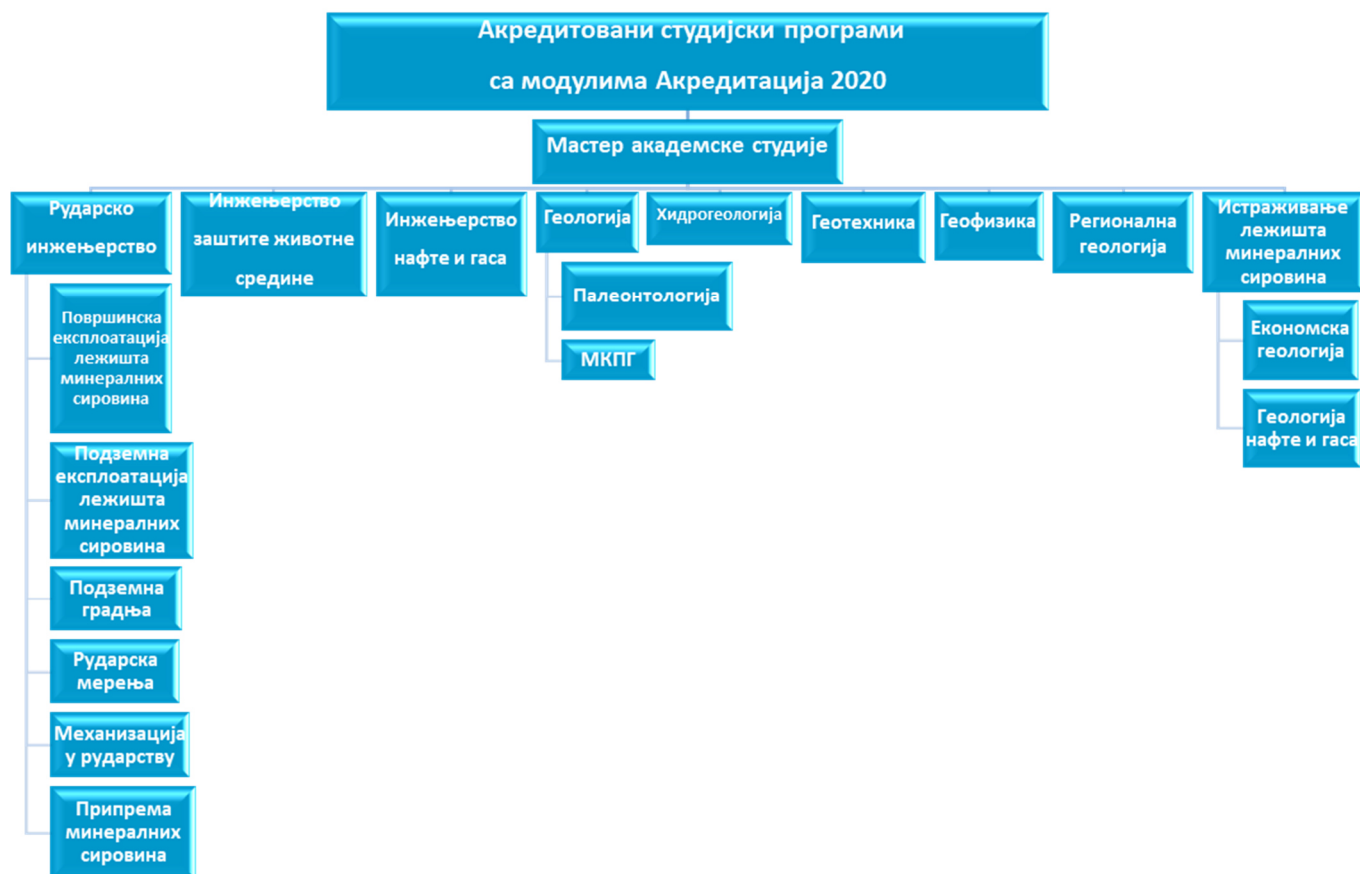 Акредитовани студијски програми
са модулима Акредитација 2020
Мастер академске студије
Рударско
инжењерство
Инжењерство
заштите животне
средине
Инжењерство
нафте и гаса
Геологија
Хидрогеологија
Геотехника
Геофизика
Регионална
геологија
Истраживање
лежишта
минералних
сировина
Површинска
експлоатација
лежишта
минералних
сировина
Подземна
експлоатација
лежишта
минералних
сировина
Подземна
градња
Рударска
мерења
Механизација
у рударству
Припрема
минералних
сировина
Палеонтологија
МКПГ
Економска
геологија
Геологија
нафте и гаса